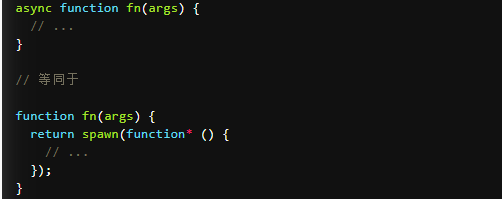 async function fn(args) {
  // ...
}
// 等同于
function fn(args) {
  return spawn(function* () {
    // ...
  });
}